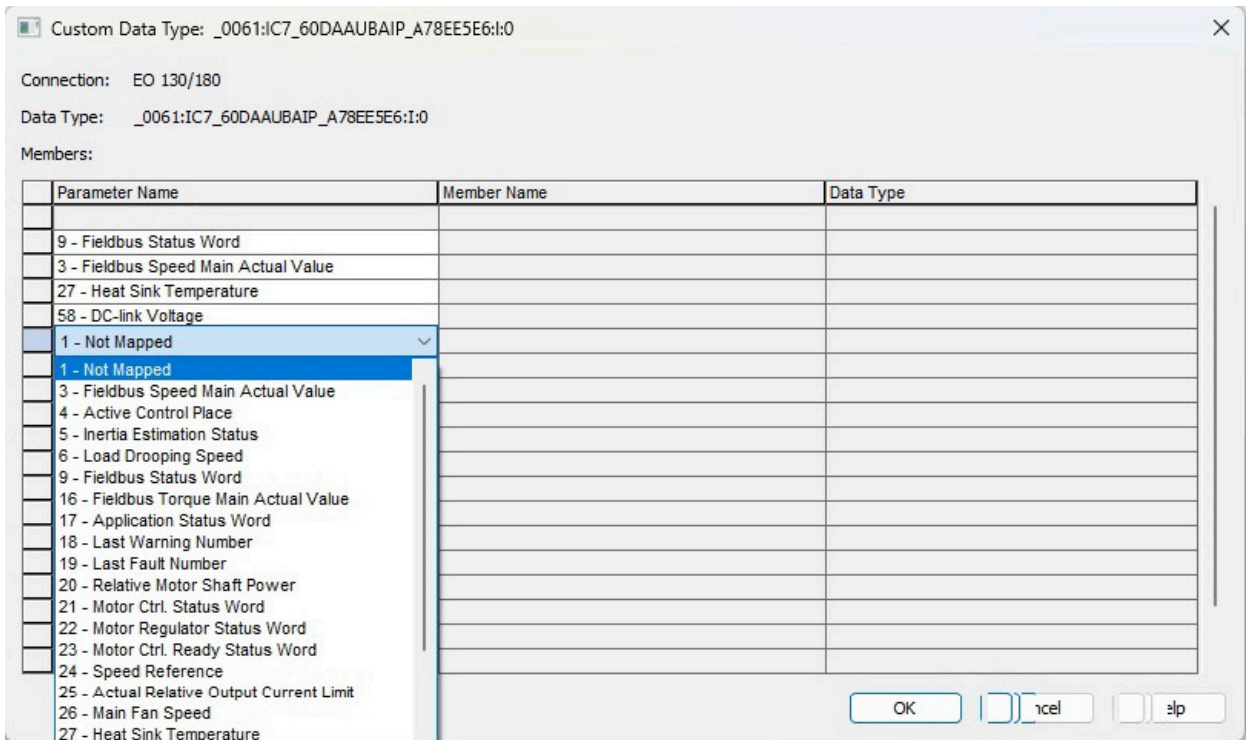 Custom Data Type: _0061:IC7_60DAAUBAIP_A78EE5E6:I:0
Connection: EO 130/180
Data Type: _0061:IC7_60DAAUBAIP_A78EE5E6:I:0
Members:
Parameter Name Member Name Data Type
9 - Fieldbus Status Word
3 - Fieldbus Speed Main Actual Value
27 - Heat Sink Temperature
58 - DC-link Voltage
1 - Not Mapped
1 - Not Mapped
3 - Fieldbus Speed Main Actual Value
4 - Active Control Place
5 - Inertia Estimation Status
6 - Load Drooping Speed
9 - Fieldbus Status Word
16 - Fieldbus Torque Main Actual Value
17 - Application Status Word
18 - Last Warning Number
19 - Last Fault Number
20 - Relative Motor Shaft Power
21 - Motor Ctrl. Status Word
22 - Motor Regulator Status Word
23 - Motor Ctrl. Ready Status Word
24 - Speed Reference
25 - Actual Relative Output Current Limit
26 - Main Fan Speed
27 - Heat Sink Temperature
OK ncel elp